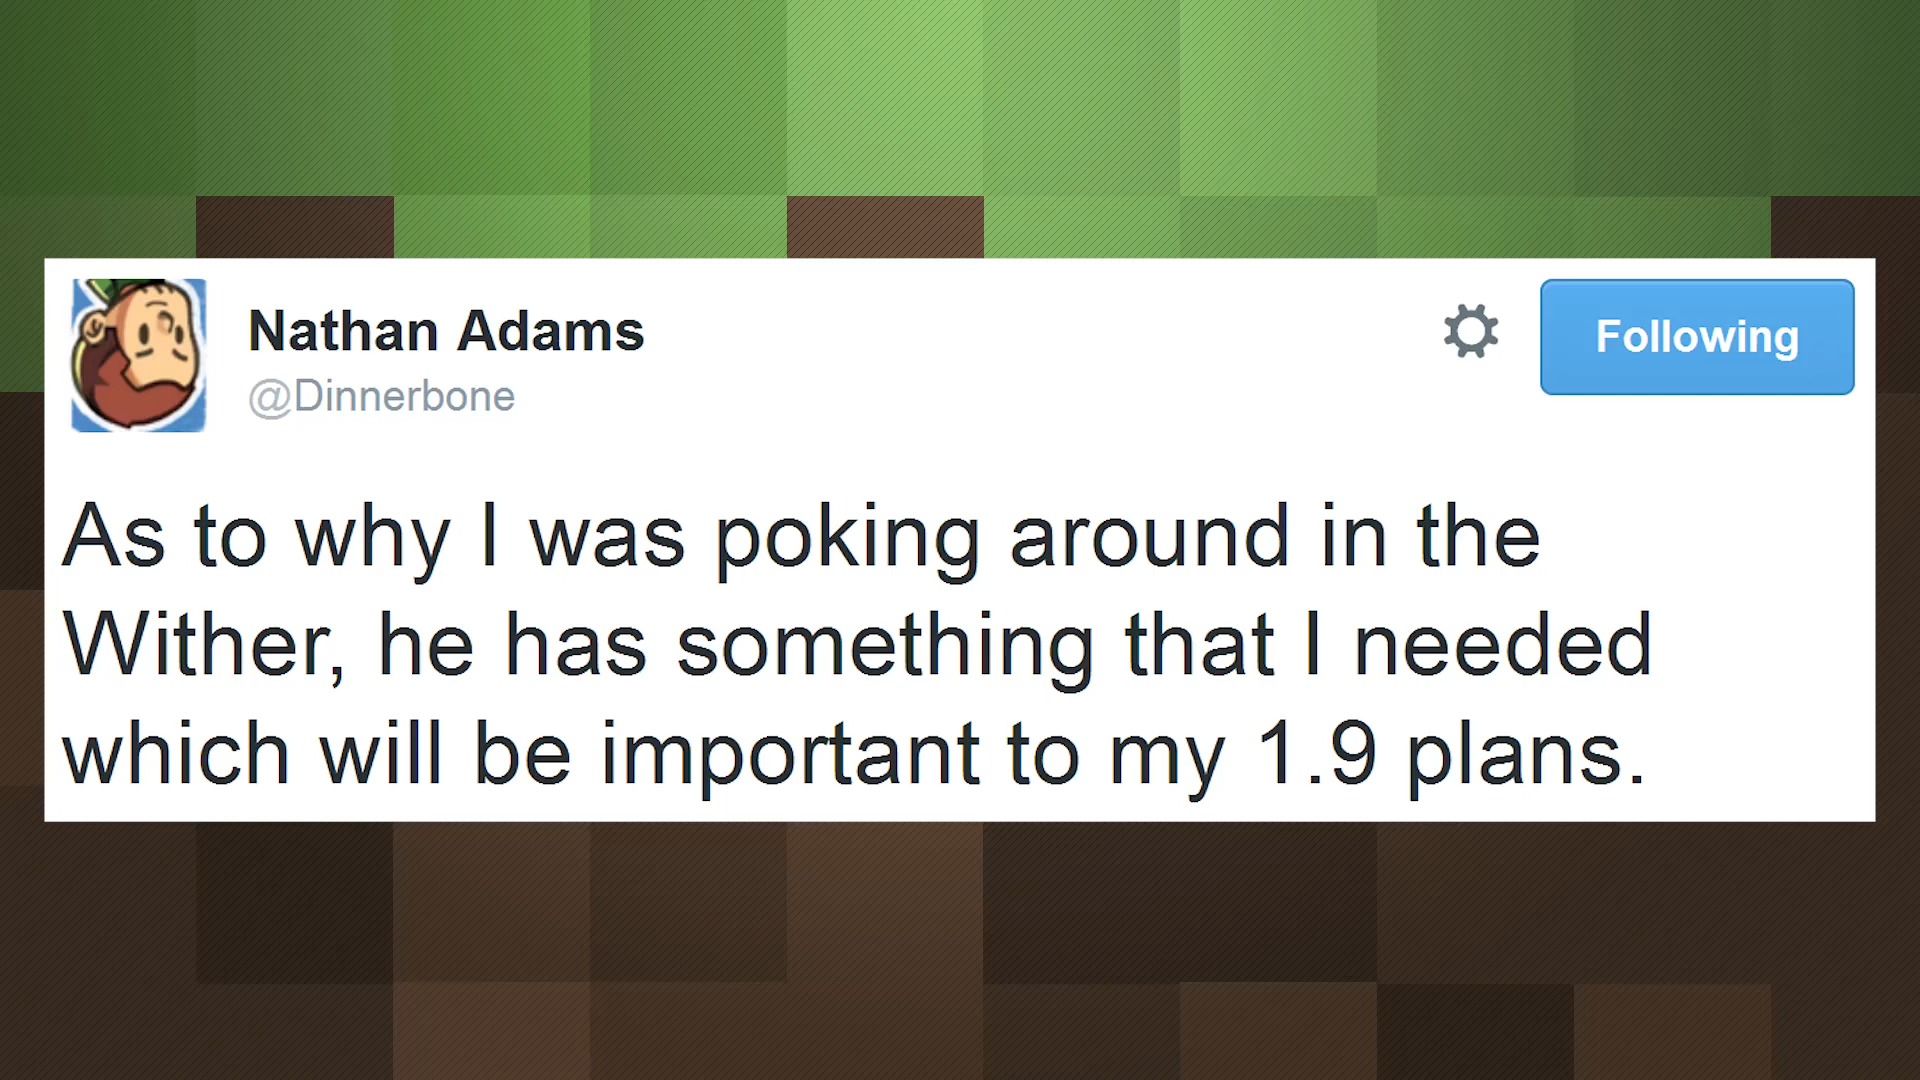 Nathan Adams
@Dinnerbone
Following
As to why I was poking around in the
Wither, he has something that I needed
which will be important to my 1.9 plans.